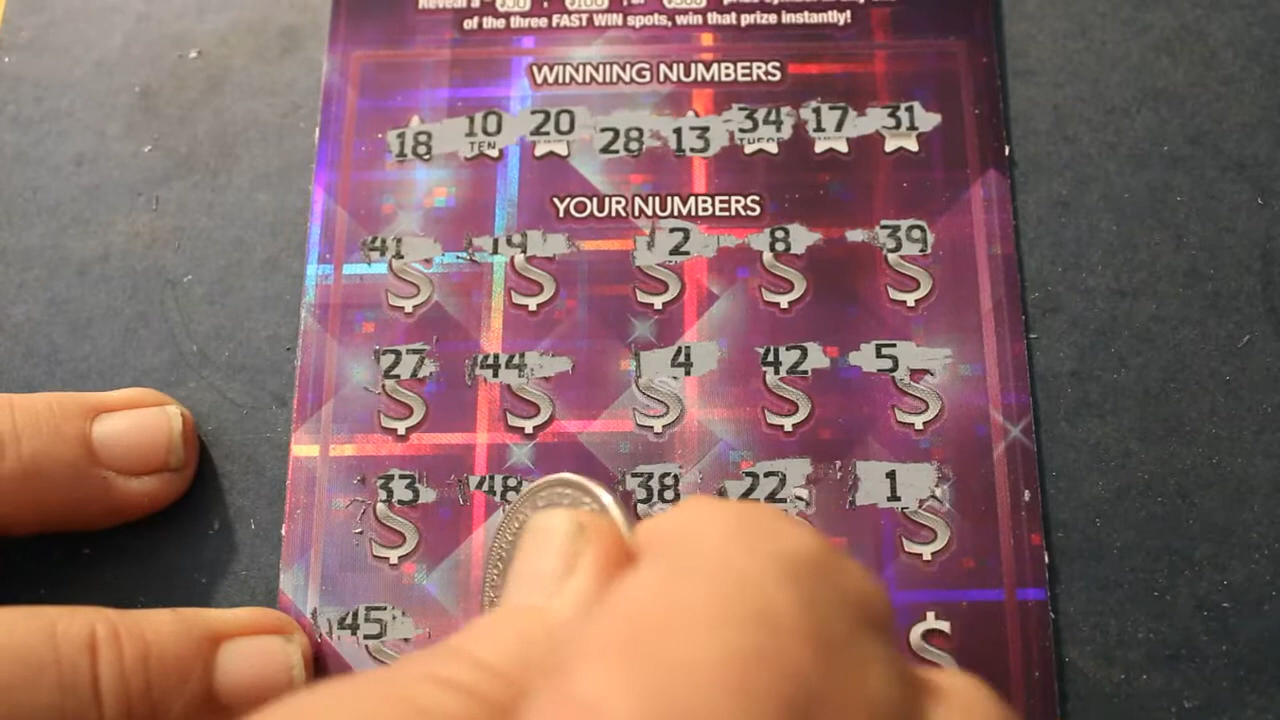 Reveal a
of the three FAST WIN spots, win that prize instantly!
WINNING NUMBERS
18 10 20 28 13 34 17 31
TEN
YOUR NUMBERS
41 19 2 8 39
$ $ $ $ $
27 44 4 42 5
$ $ $ $ $
33 48 38 22 1
$ $
45
$